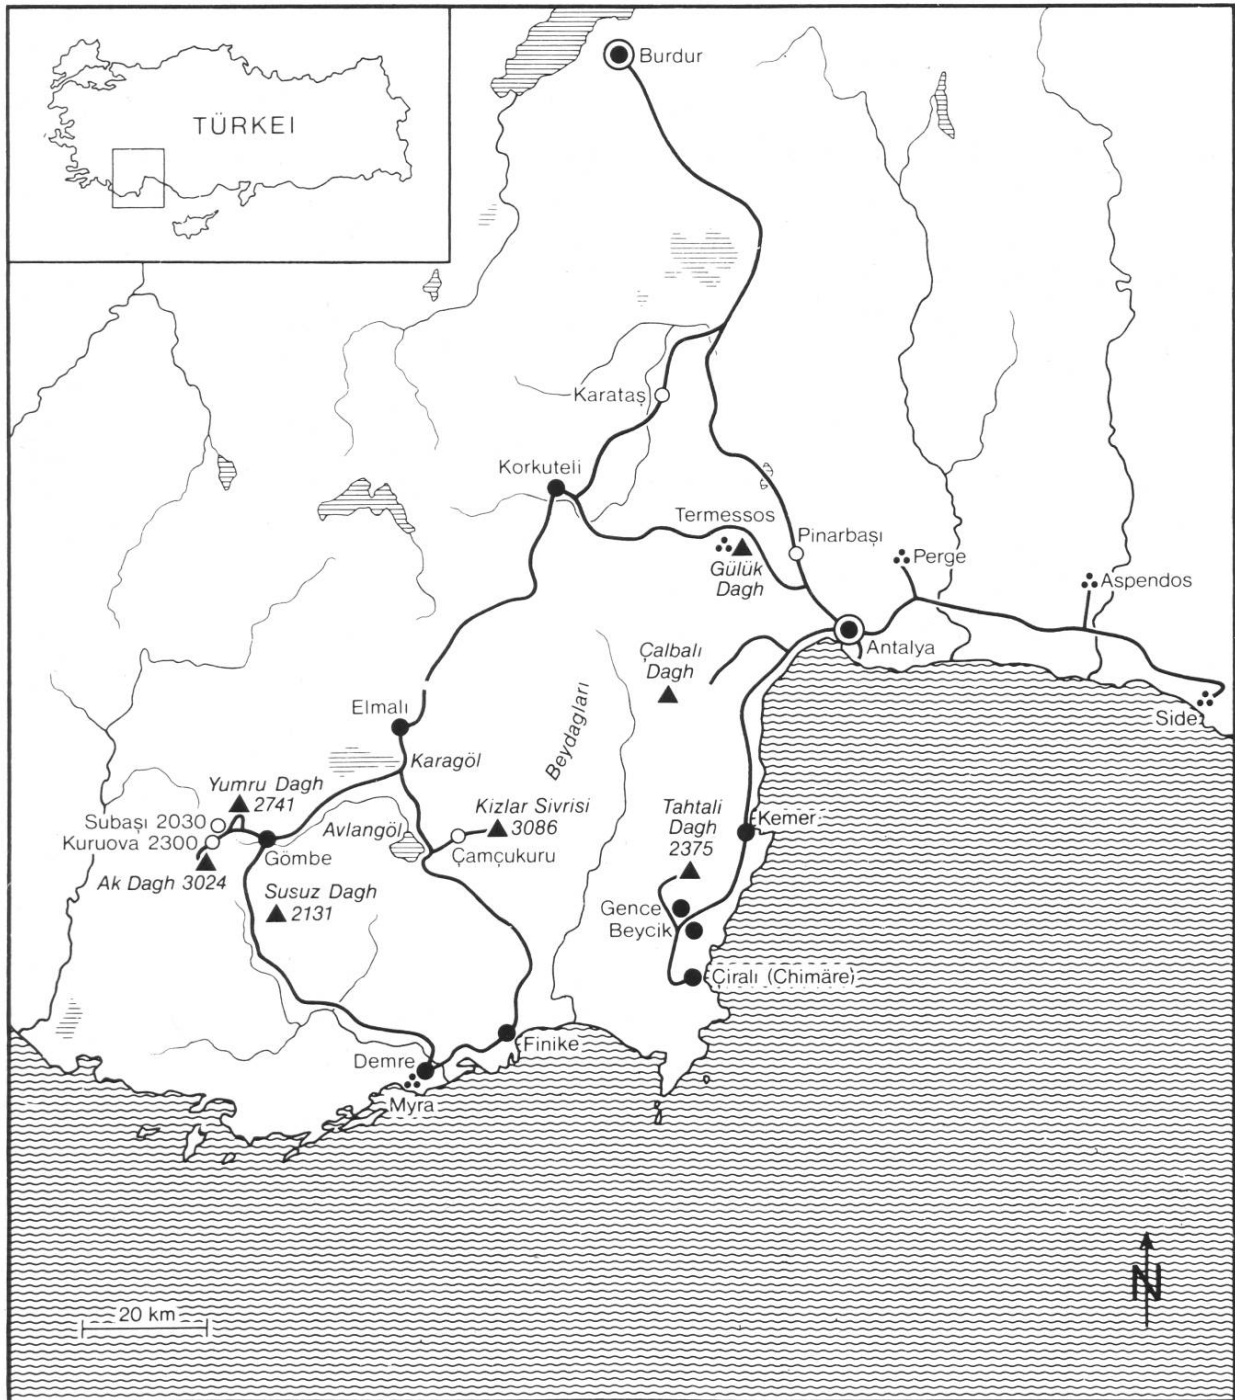 Burdur
TÜRKEI
Karataş
Korkuteli
Termessos
Gülük
Dagh
Pinarbaşı
Perge
Aspendos
Antalya
Çalbalı
Dagh
Side
Elmalı
Karagöl
Beydagları
Yumru Dagh
2741
Subaşı 2030
Kuruova 2300
Ak Dagh 3024
Gömbe
Avlangöl
Kizlar Sivrisi
3086
Çamçukuru
Tahtali
Dagh
2375
Kemer
Susuz Dagh
2131
Gence
Beycik
Çiralı (Chimäre)
Finike
Demre
Myra
20 km
N